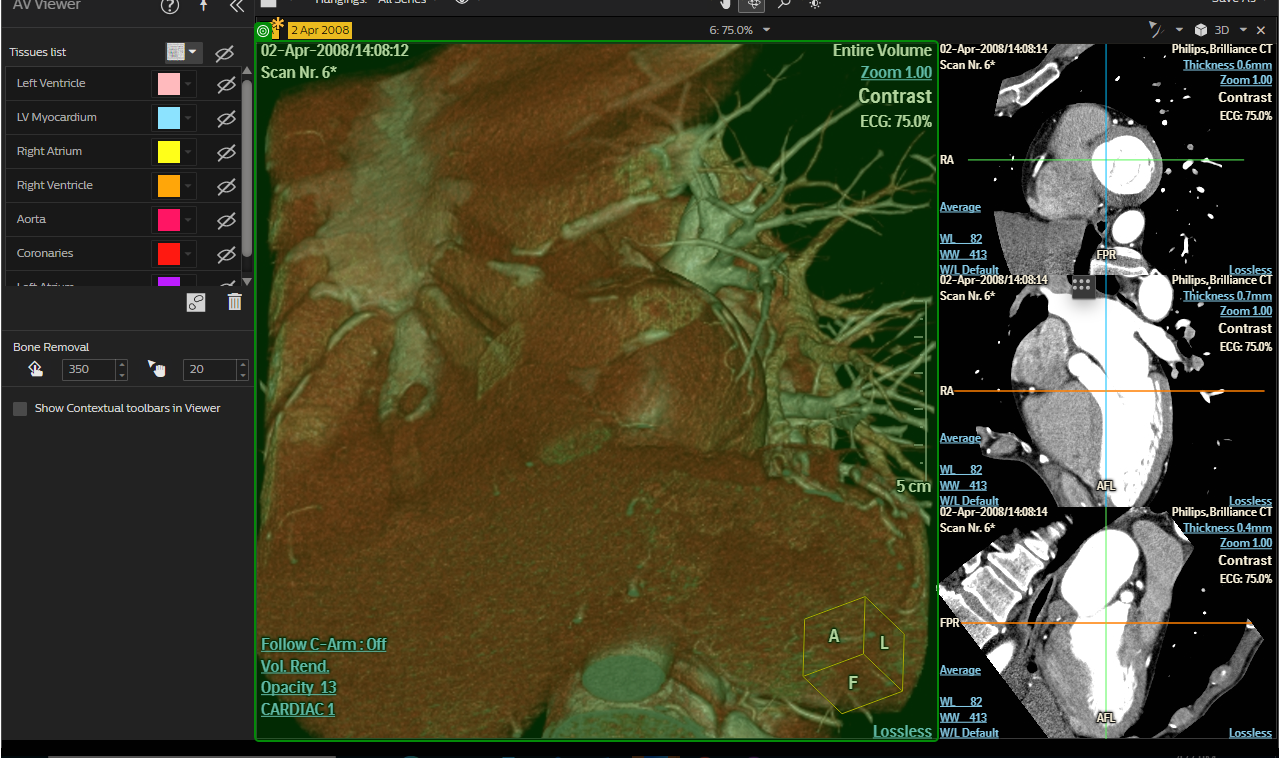 AV Viewer
Hangings: All Series
Save As
2 Apr 2008
6: 75.0%
3D
Tissues list
Left Ventricle
LV Myocardium
Right Atrium
Right Ventricle
Aorta
Coronaries
Left Atrium
Bone Removal
350
20
Show Contextual toolbars in Viewer
02-Apr-2008/14:08:12
Scan Nr. 6*
Entire Volume
Zoom 1.00
Contrast
ECG: 75.0%
5 cm
Follow C-Arm : Off
Vol. Rend.
Opacity 13
CARDIAC 1
A
L
F
Lossless
02-Apr-2008/14:08:14
Scan Nr. 6*
Philips,Brilliance CT
Thickness 0.6mm
Zoom 1.00
Contrast
ECG: 75.0%
RA
Average
WL 82
WW 413
W/L Default
FPR
Lossless
02-Apr-2008/14:08:14
Scan Nr. 6*
Philips,Brilliance CT
Thickness 0.7mm
Zoom 1.00
Contrast
ECG: 75.0%
RA
Average
WL 82
WW 413
W/L Default
AFL
Lossless
02-Apr-2008/14:08:14
Scan Nr. 6*
Philips,Brilliance CT
Thickness 0.4mm
Zoom 1.00
Contrast
ECG: 75.0%
FPR
Average
WL 82
WW 413
W/L Default
AFL
Lossless